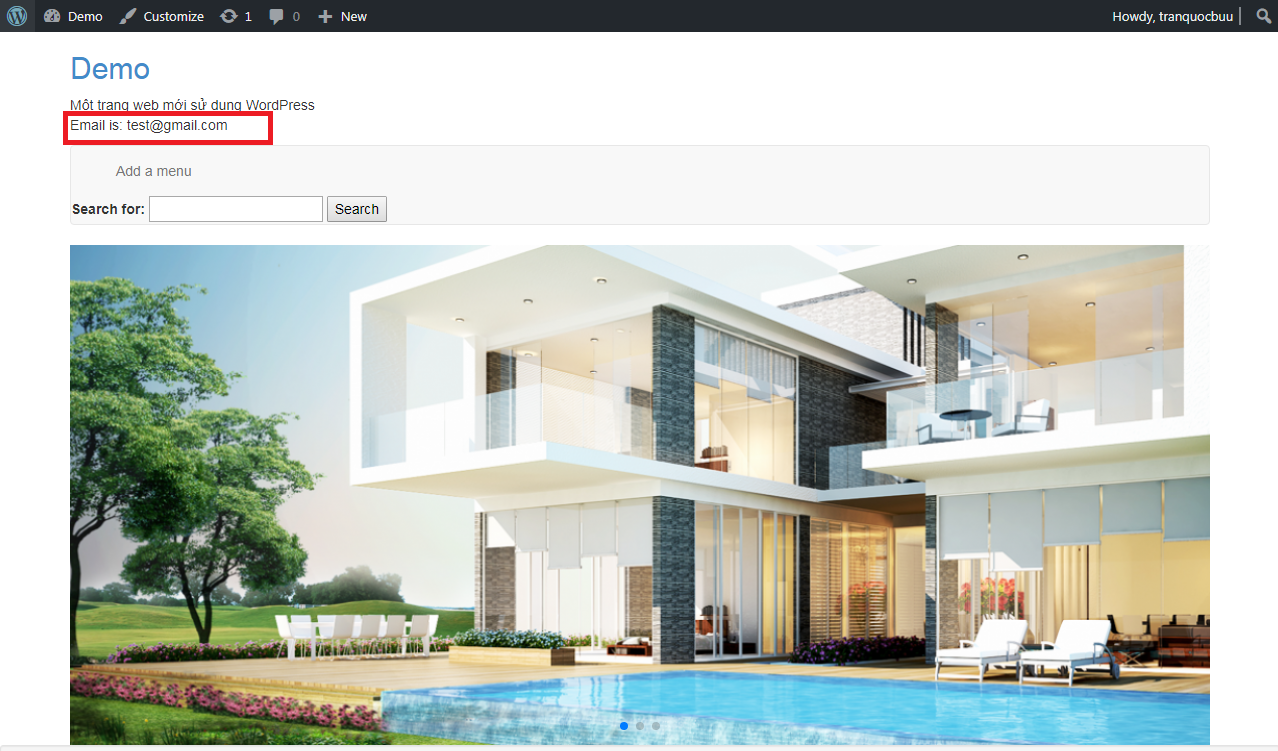 Demo
Customize
1
0
New
Howdy, tranquocbuu
Demo
Một trang web mới sử dụng WordPress
Email is: test@gmail.com
Add a menu
Search for:
Search